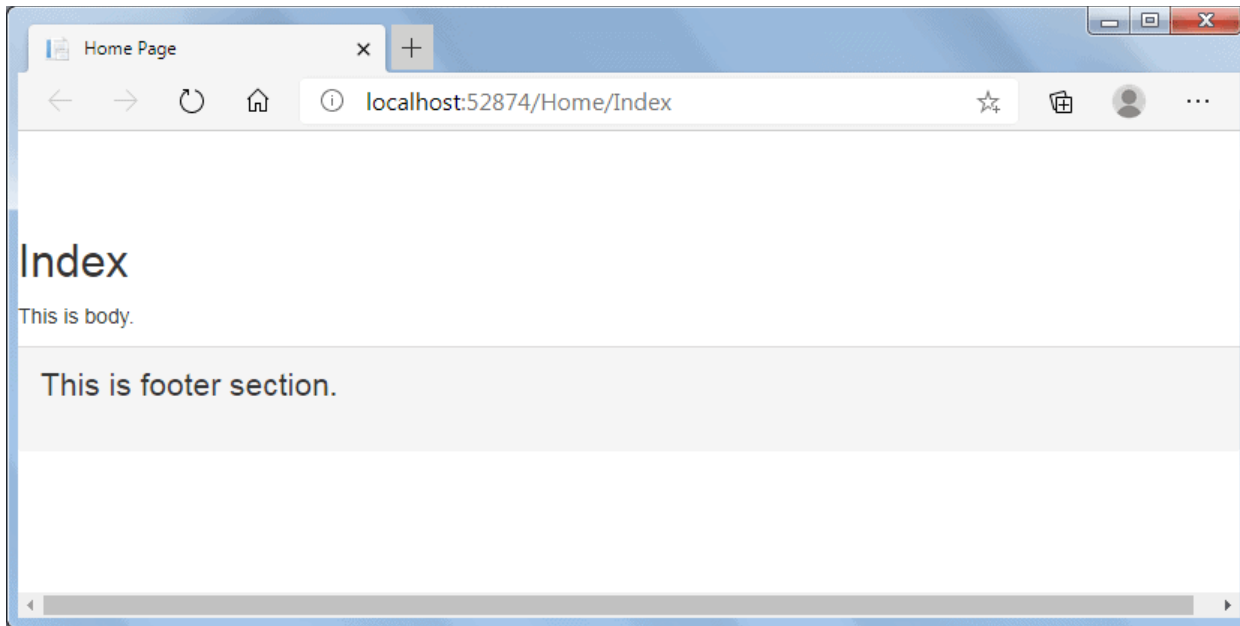 Home Page
localhost:52874/Home/Index
Index
This is body.
This is footer section.